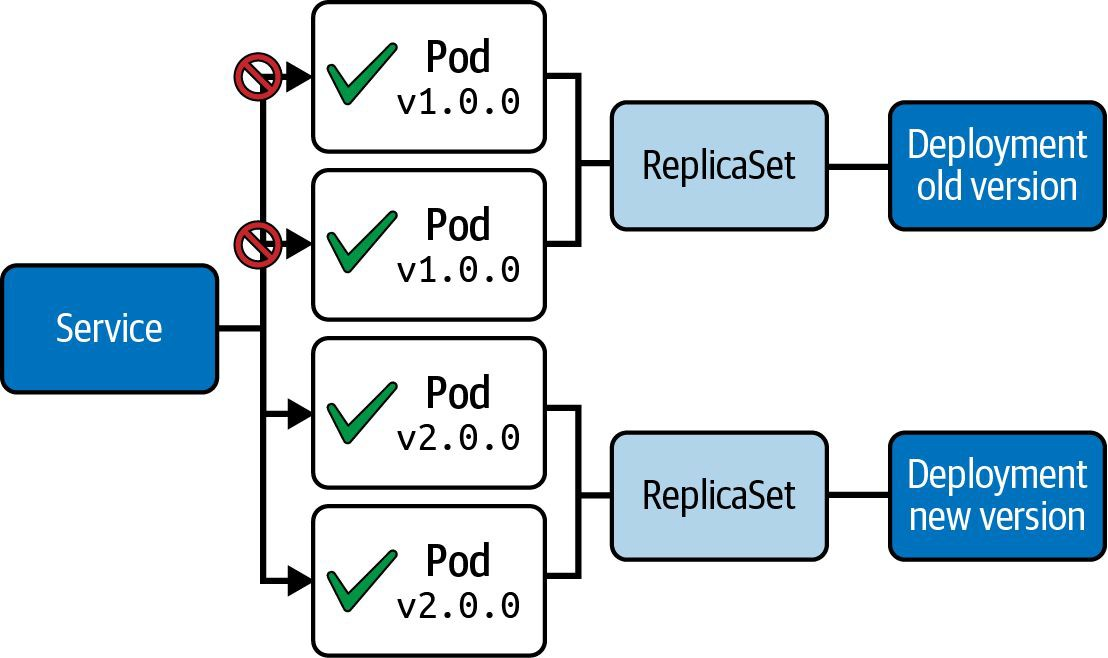 Pod
v1.0.0
Pod
v1.0.0
Service
Pod
v2.0.0
Pod
v2.0.0
ReplicaSet
Deployment
old version
ReplicaSet
Deployment
new version